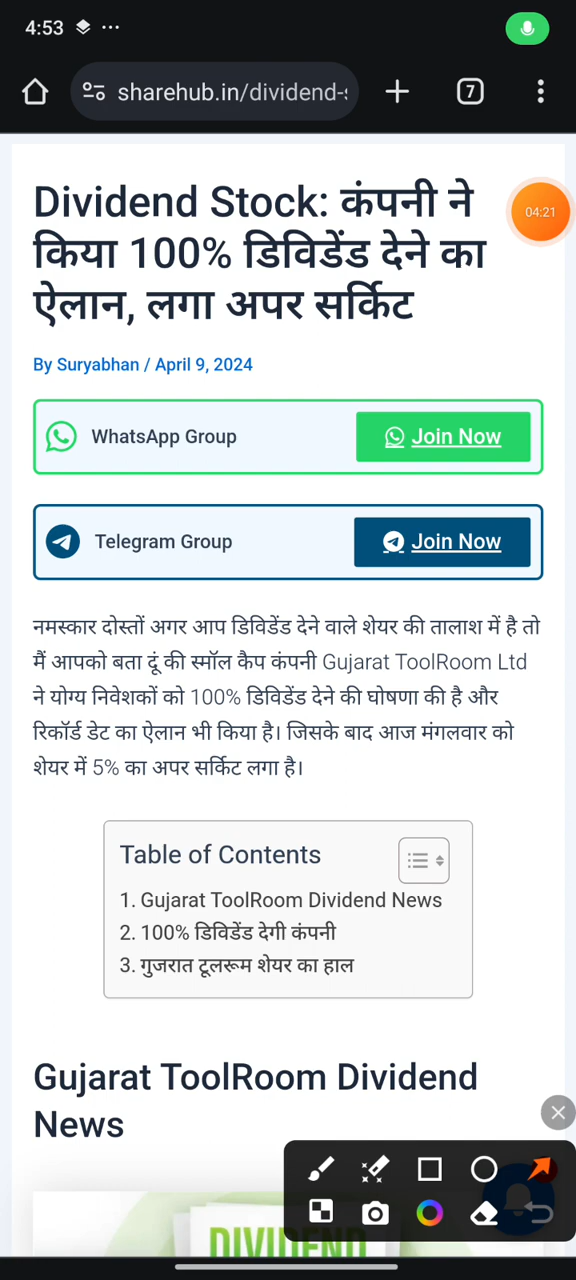 4:53
sharehub.in/dividend-s
7
Dividend Stock: कंपनी ने
किया 100% डिविडेंड देने का
ऐलान, लगा अपर सर्किट
04:21
By Suryabhan / April 9, 2024
WhatsApp Group
Join Now
Telegram Group
Join Now
नमस्कार दोस्तों अगर आप डिविडेंड देने वाले शेयर की तालाश में है तो
मैं आपको बता दूं की स्मॉल कैप कंपनी Gujarat ToolRoom Ltd
ने योग्य निवेशकों को 100% डिविडेंड देने की घोषणा की है और
रिकॉर्ड डेट का ऐलान भी किया है। जिसके बाद आज मंगलवार को
शेयर में 5% का अपर सर्किट लगा है।
Table of Contents
1. Gujarat ToolRoom Dividend News
2. 100% डिविडेंड देगी कंपनी
3. गुजरात टूलरूम शेयर का हाल
Gujarat ToolRoom Dividend
News
DIVIDEND